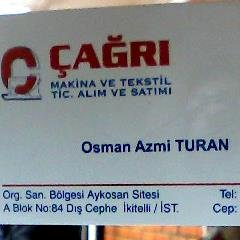 ÇAĞRI
MAKİNA VE TEKSTİL
TİC. ALIM VE SATIMI
Osman Azmi TURAN
Org. San. Bölgesi Aykosan Sitesi Tel:
A Blok No:84 Dış Cephe İkitelli / İST. Cep: